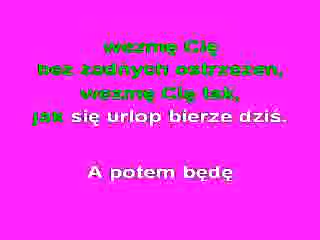 wezmę Cię
bez żadnych ostrzeżeń,
wezmę Cię tak,
jak się urlop bierze dziś.
A potem będę